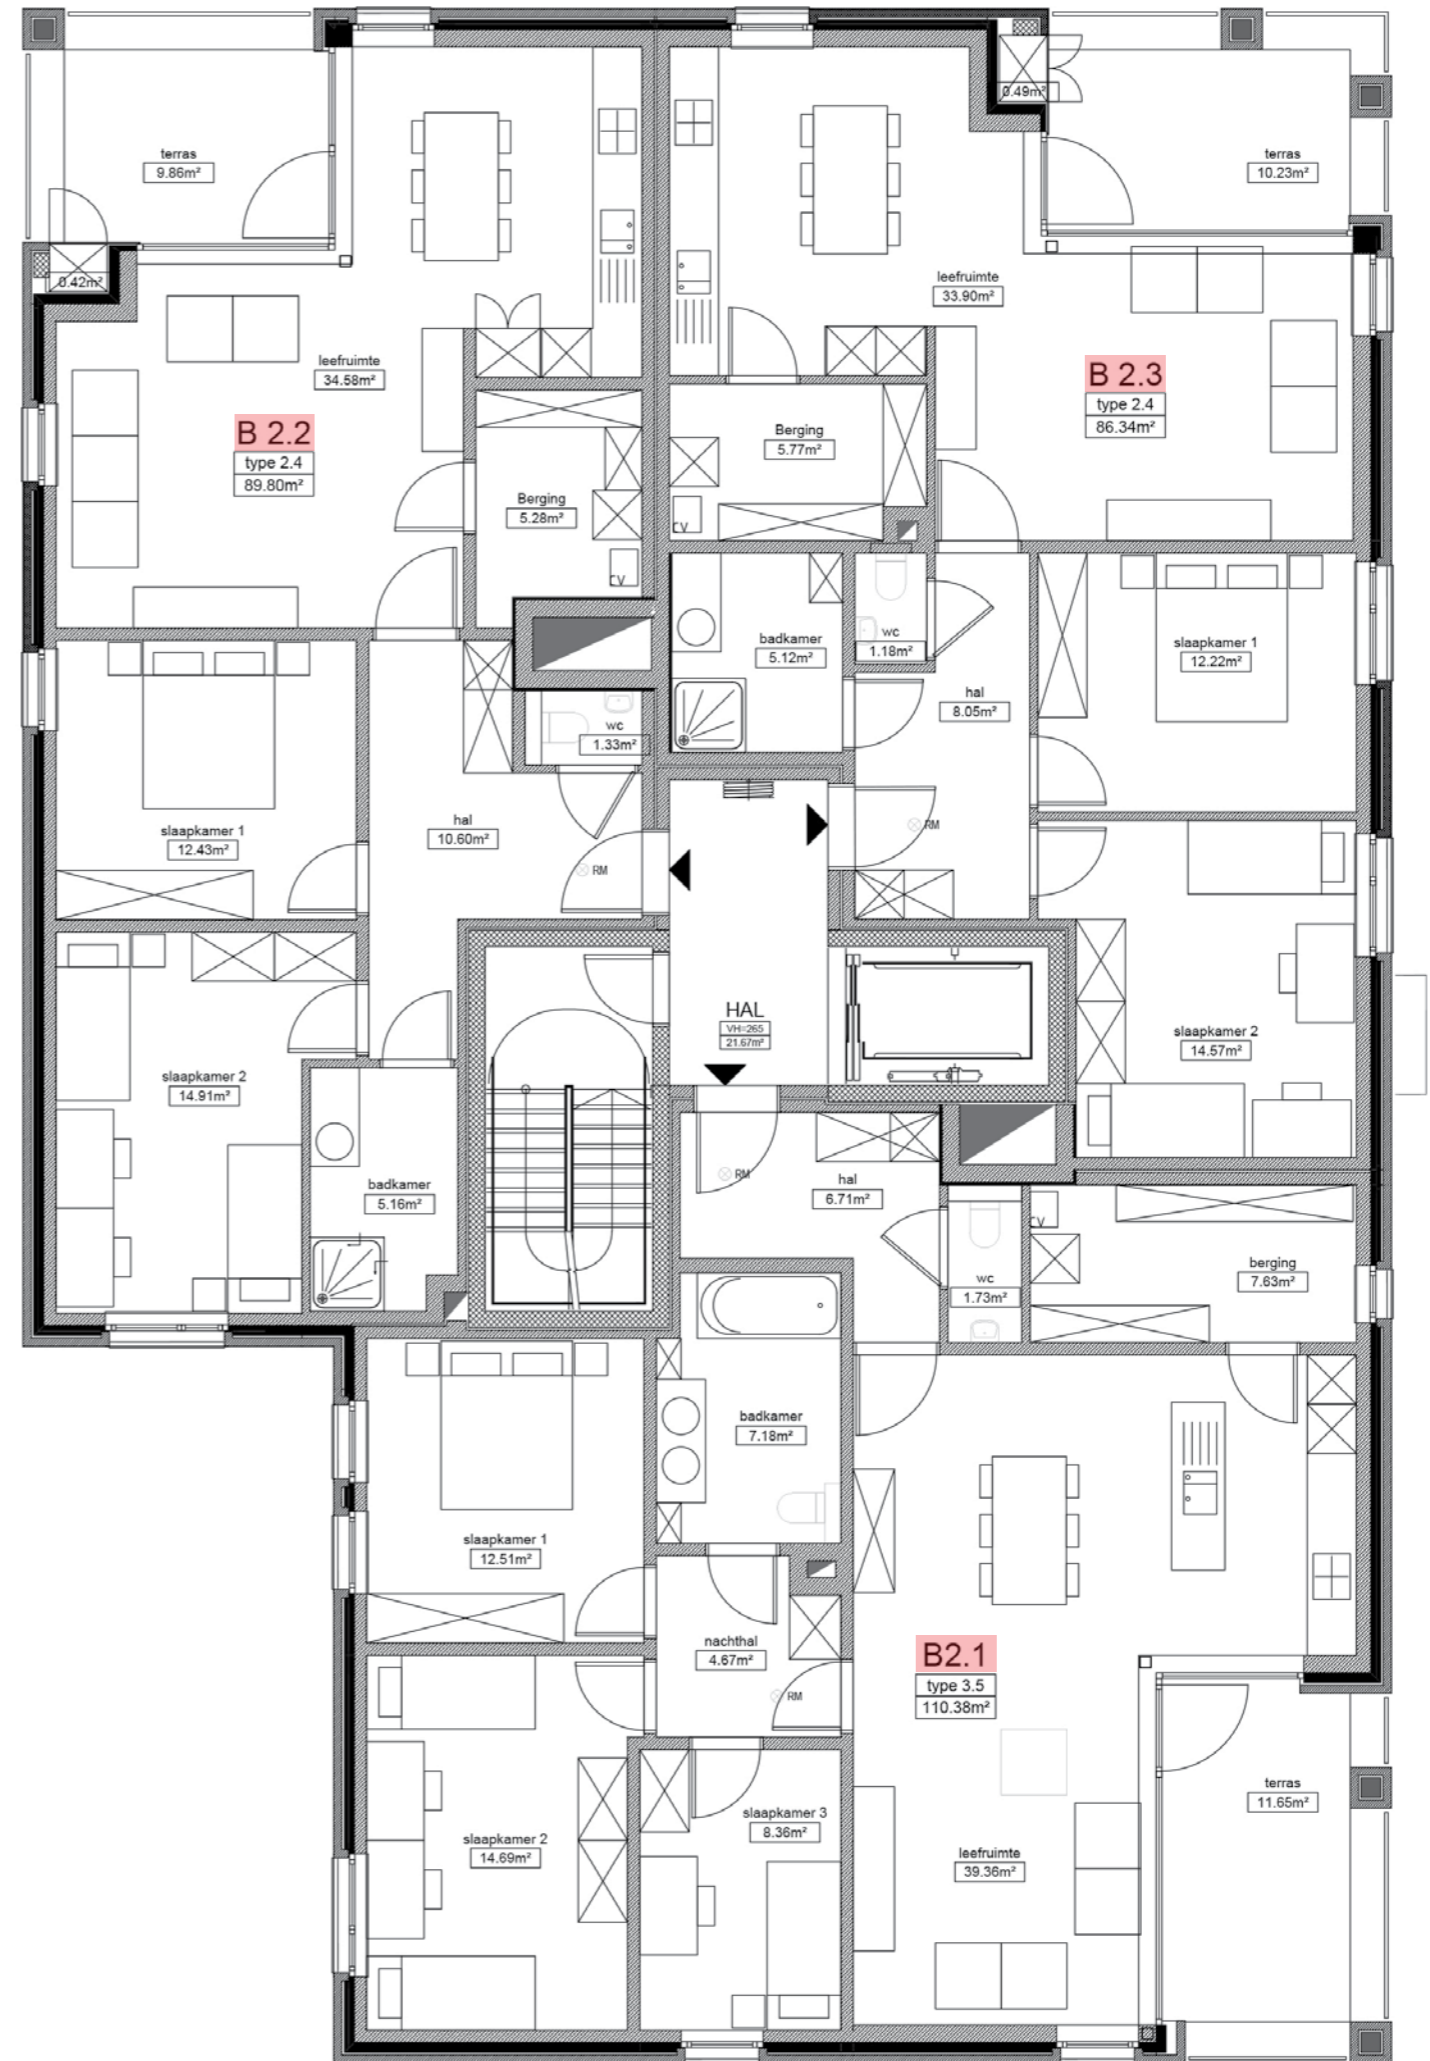 terras
9.86m²
0.42m²
leefruimte
34.58m²
B 2.2
type 2.4
89.80m²
Berging
5.28m²
CV
slaapkamer 1
12.43m²
wc
1.33m²
hal
10.60m²
RM
slaapkamer 2
14.91m²
badkamer
5.16m²
0.49m²
terras
10.23m²
leefruimte
33.90m²
B 2.3
type 2.4
86.34m²
Berging
5.77m²
CV
badkamer
5.12m²
wc
1.18m²
hal
8.05m²
slaapkamer 1
12.22m²
RM
slaapkamer 2
14.57m²
HAL
VH=265
21.67m²
RM
hal
6.71m²
CV
wc
1.73m²
berging
7.63m²
badkamer
7.18m²
slaapkamer 1
12.51m²
nachthal
4.67m²
RM
B2.1
type 3.5
110.38m²
slaapkamer 2
14.69m²
slaapkamer 3
8.36m²
leefruimte
39.36m²
terras
11.65m²